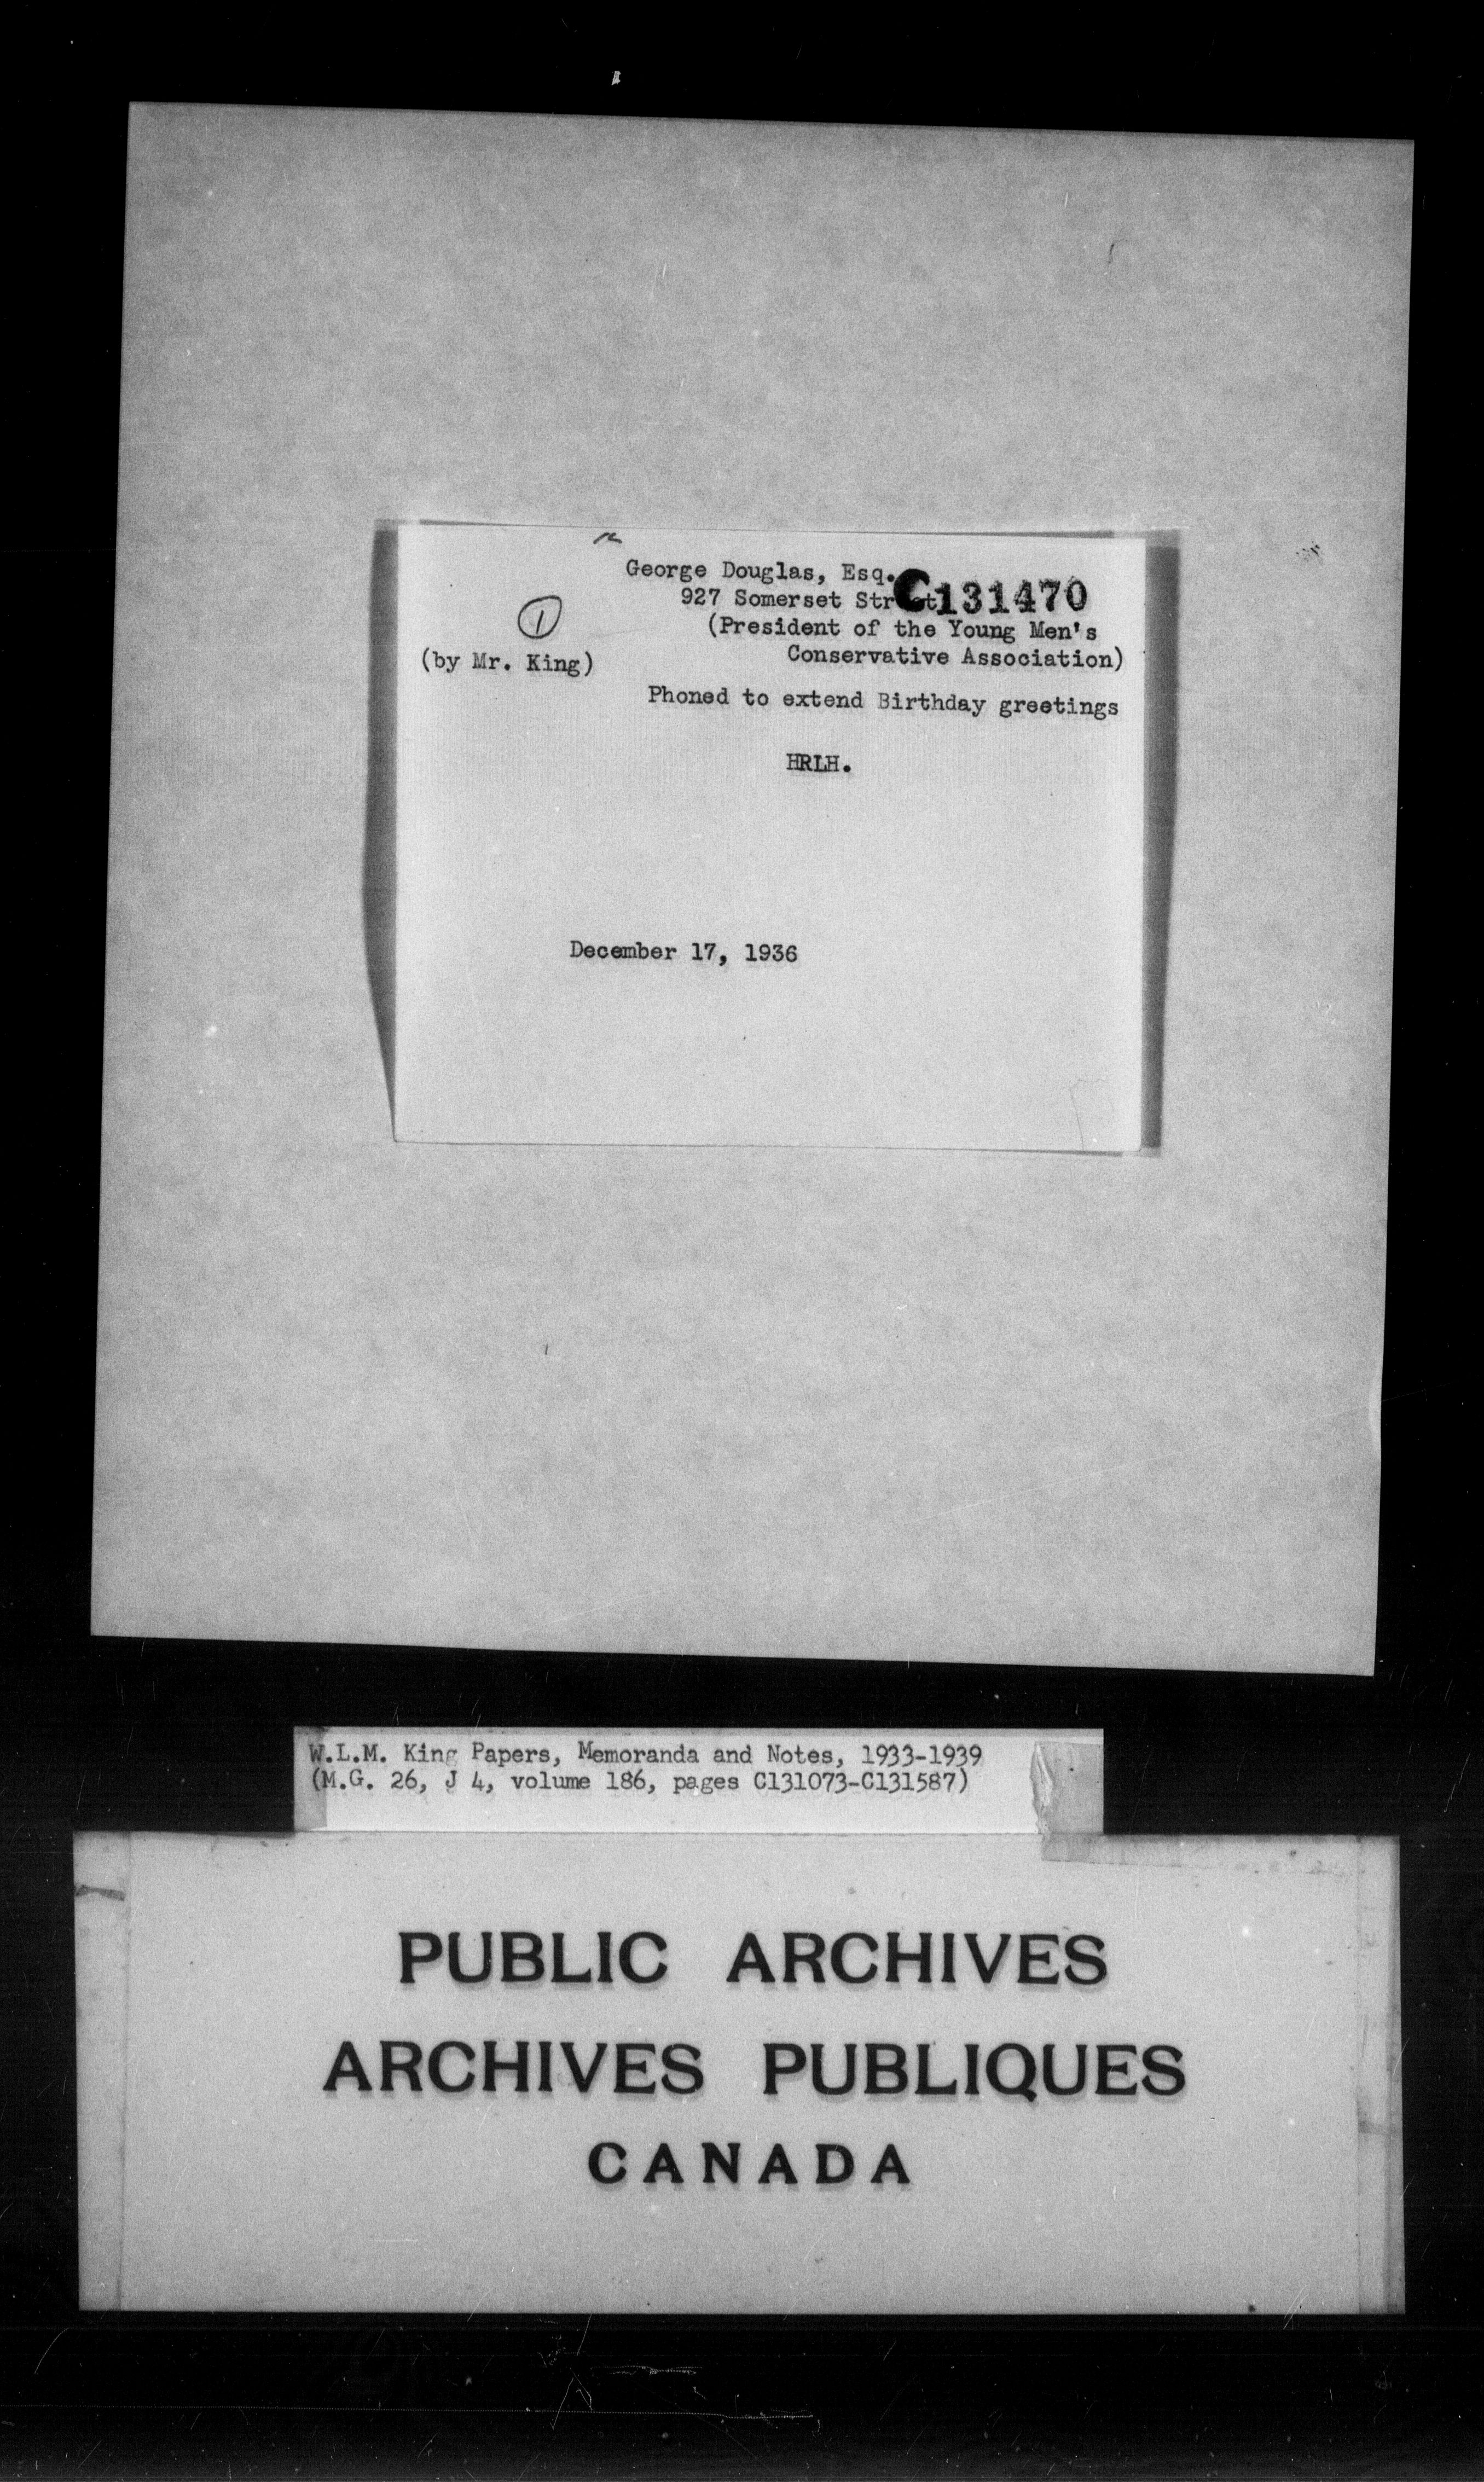 George Douglas, Esq.
C131470
927 Somerset Street
(President of the Young Men's
Conservative Association)
①
(by Mr. King)
Phoned to extend Birthday greetings
HRLH.
December 17, 1936
W.L.M. King Papers, Memoranda and Notes, 1933-1939
(M.G. 26, J 4, volume 186, pages C131073-C131587)
PUBLIC ARCHIVES
ARCHIVES PUBLIQUES
CANADA